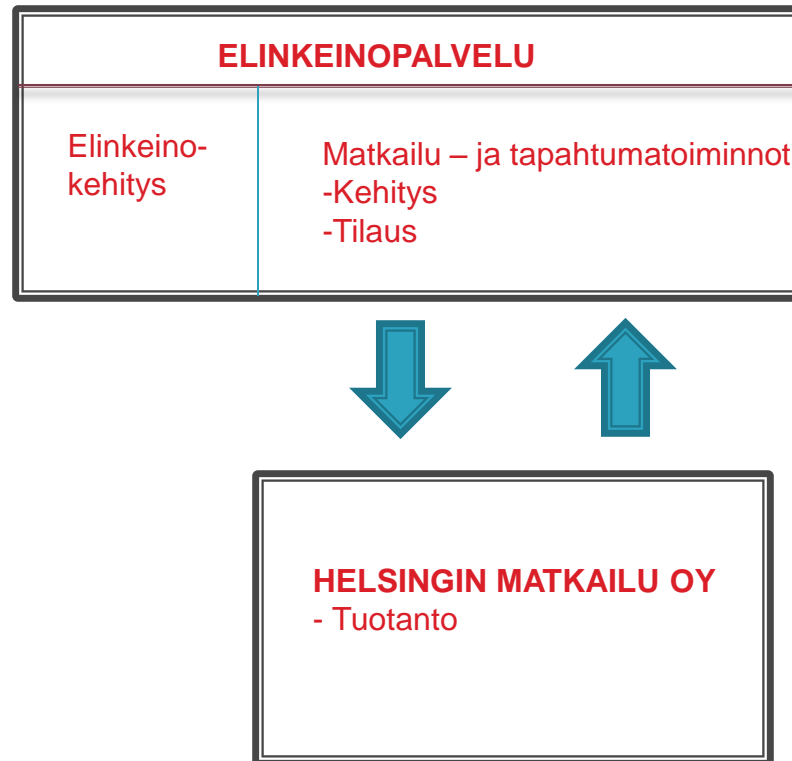 ELINKEINOPALVELU
Elinkeino-
kehitys
Matkailu – ja tapahtumatoiminnot
-Kehitys
-Tilaus
HELSINGIN MATKAILU OY
- Tuotanto